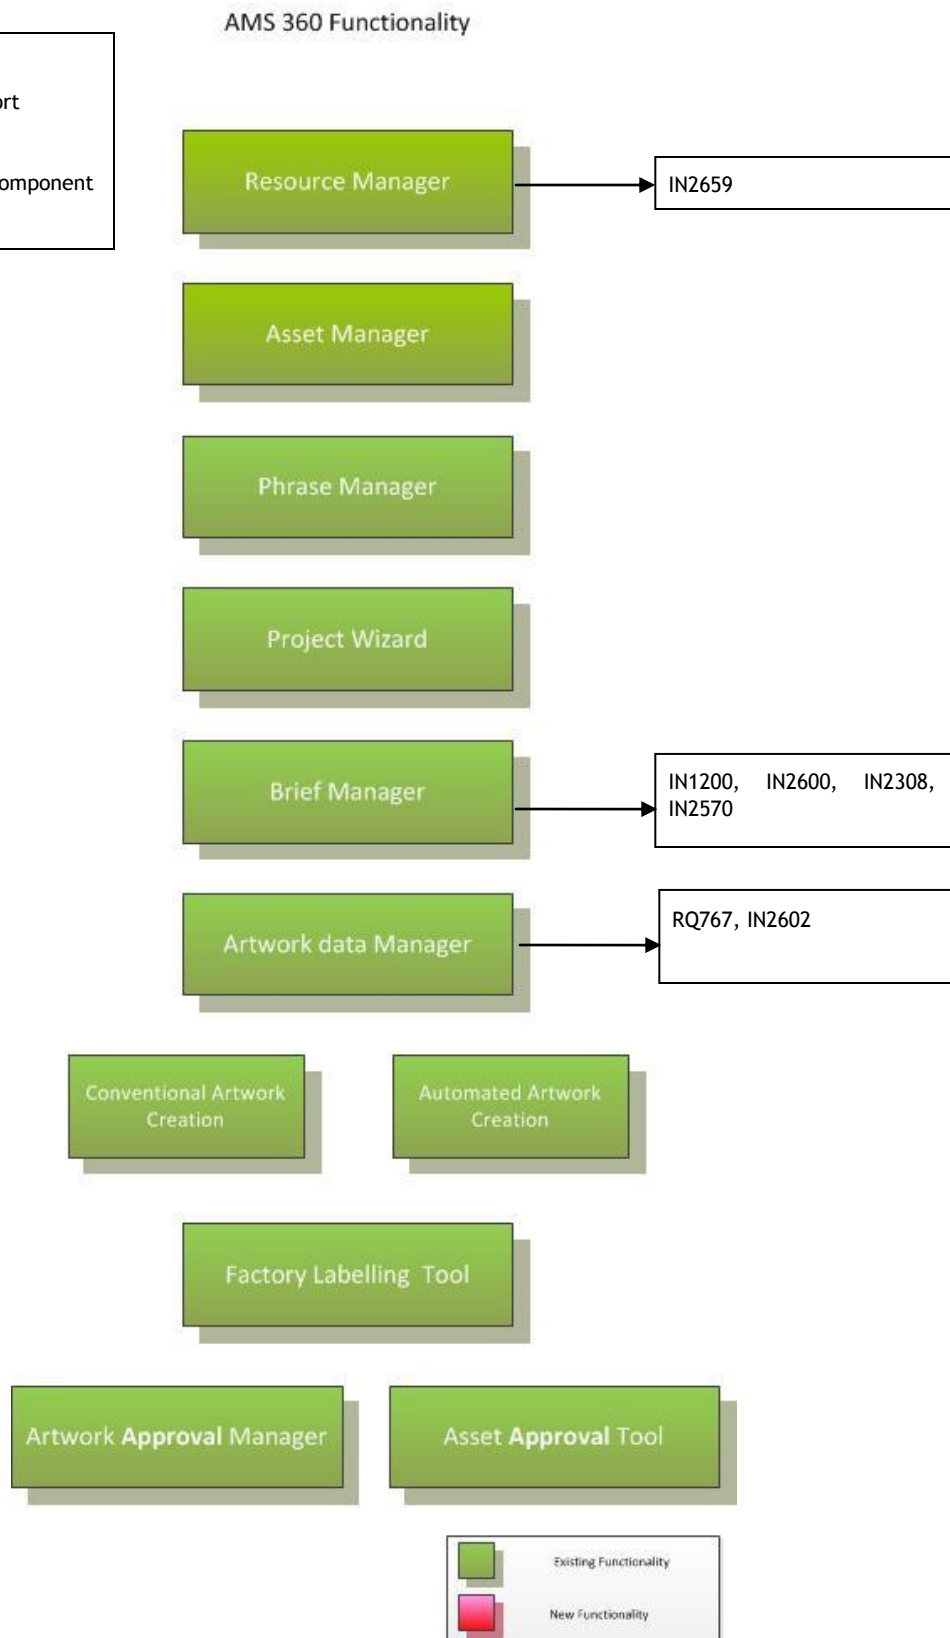 AMS 360 Functionality
Resource Manager
IN2659
Asset Manager
Phrase Manager
Project Wizard
Brief Manager
IN1200, IN2600, IN2308,
IN2570
Artwork data Manager
RQ767, IN2602
Conventional Artwork
Creation
Automated Artwork
Creation
Factory Labelling Tool
Artwork Approval Manager
Asset Approval Tool
Existing Functionality
New Functionality